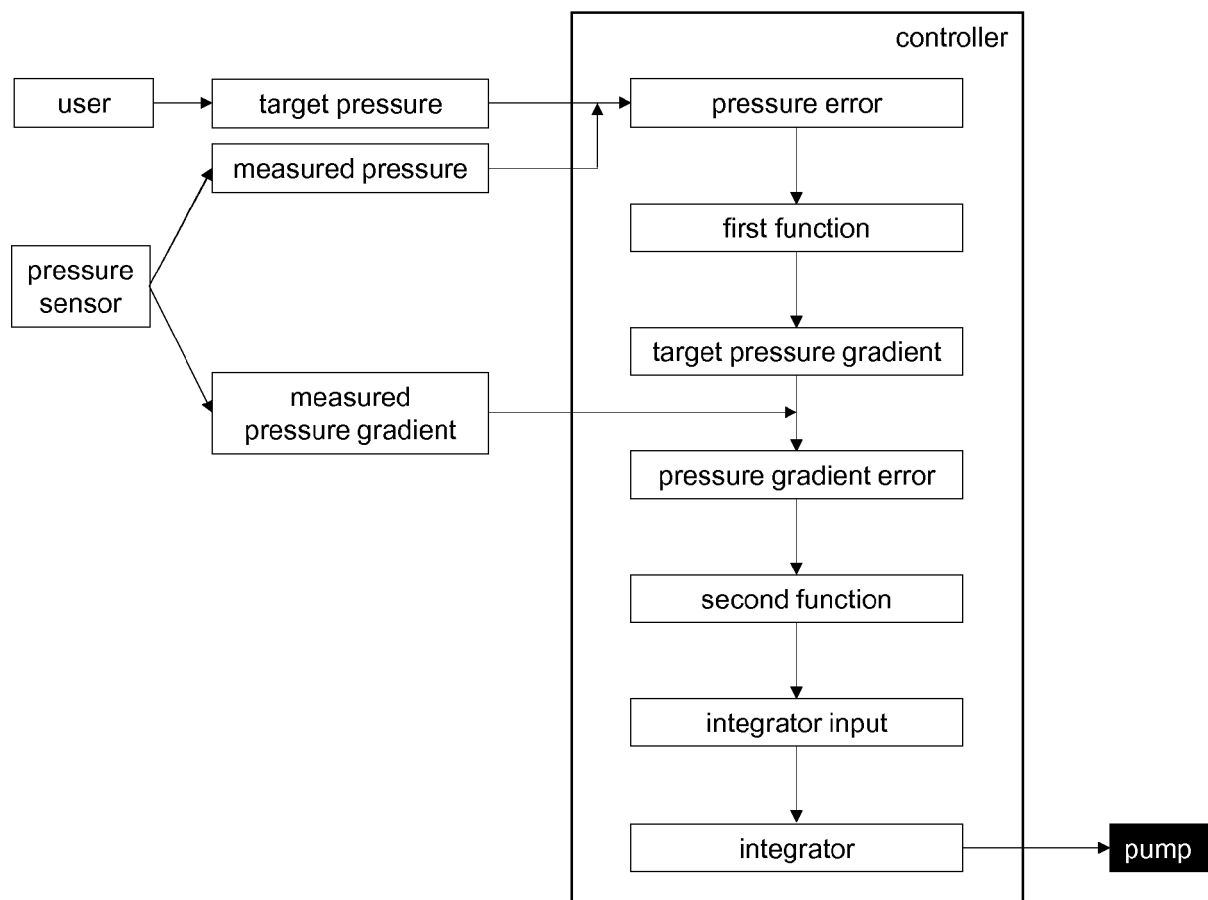 controller
user
target pressure
pressure error
measured pressure
first function
pressure
sensor
target pressure gradient
measured
pressure gradient
pressure gradient error
second function
integrator input
integrator
pump